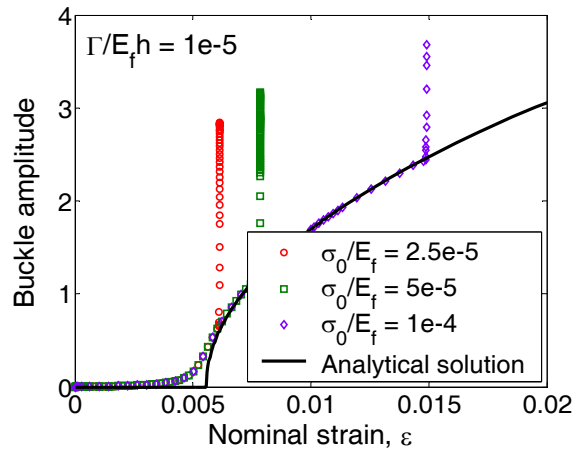 Γ/E_f h = 1e-5
4
3
2
1
0
Buckle amplitude
σ_0/E_f = 2.5e-5
σ_0/E_f = 5e-5
σ_0/E_f = 1e-4
Analytical solution
0 0.005 0.01 0.015 0.02
Nominal strain, ε